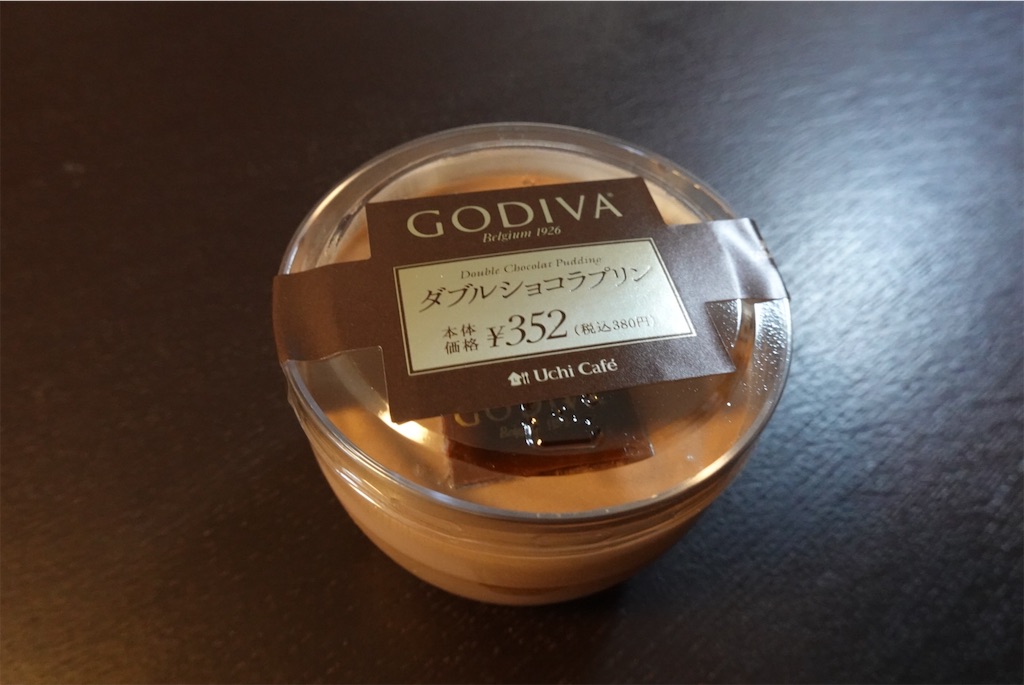 GODIVA
Belgium 1926
Double Chocolat Pudding
ダブルショコラプリン
本体
価格 ¥352 (税込380円)
Uchi Café
GODIVA